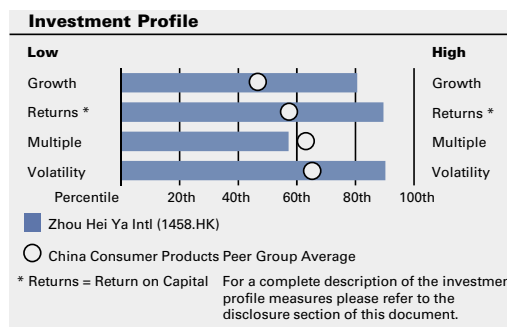 Investment Profile
Low High
Growth Growth
Returns * Returns *
Multiple Multiple
Volatility Volatility
Percentile 20th 40th 60th 80th 100th
Zhou Hei Ya Intl (1458.HK)
China Consumer Products Peer Group Average
* Returns = Return on Capital For a complete description of the
profile measures please refer to the
disclosure section of this document.